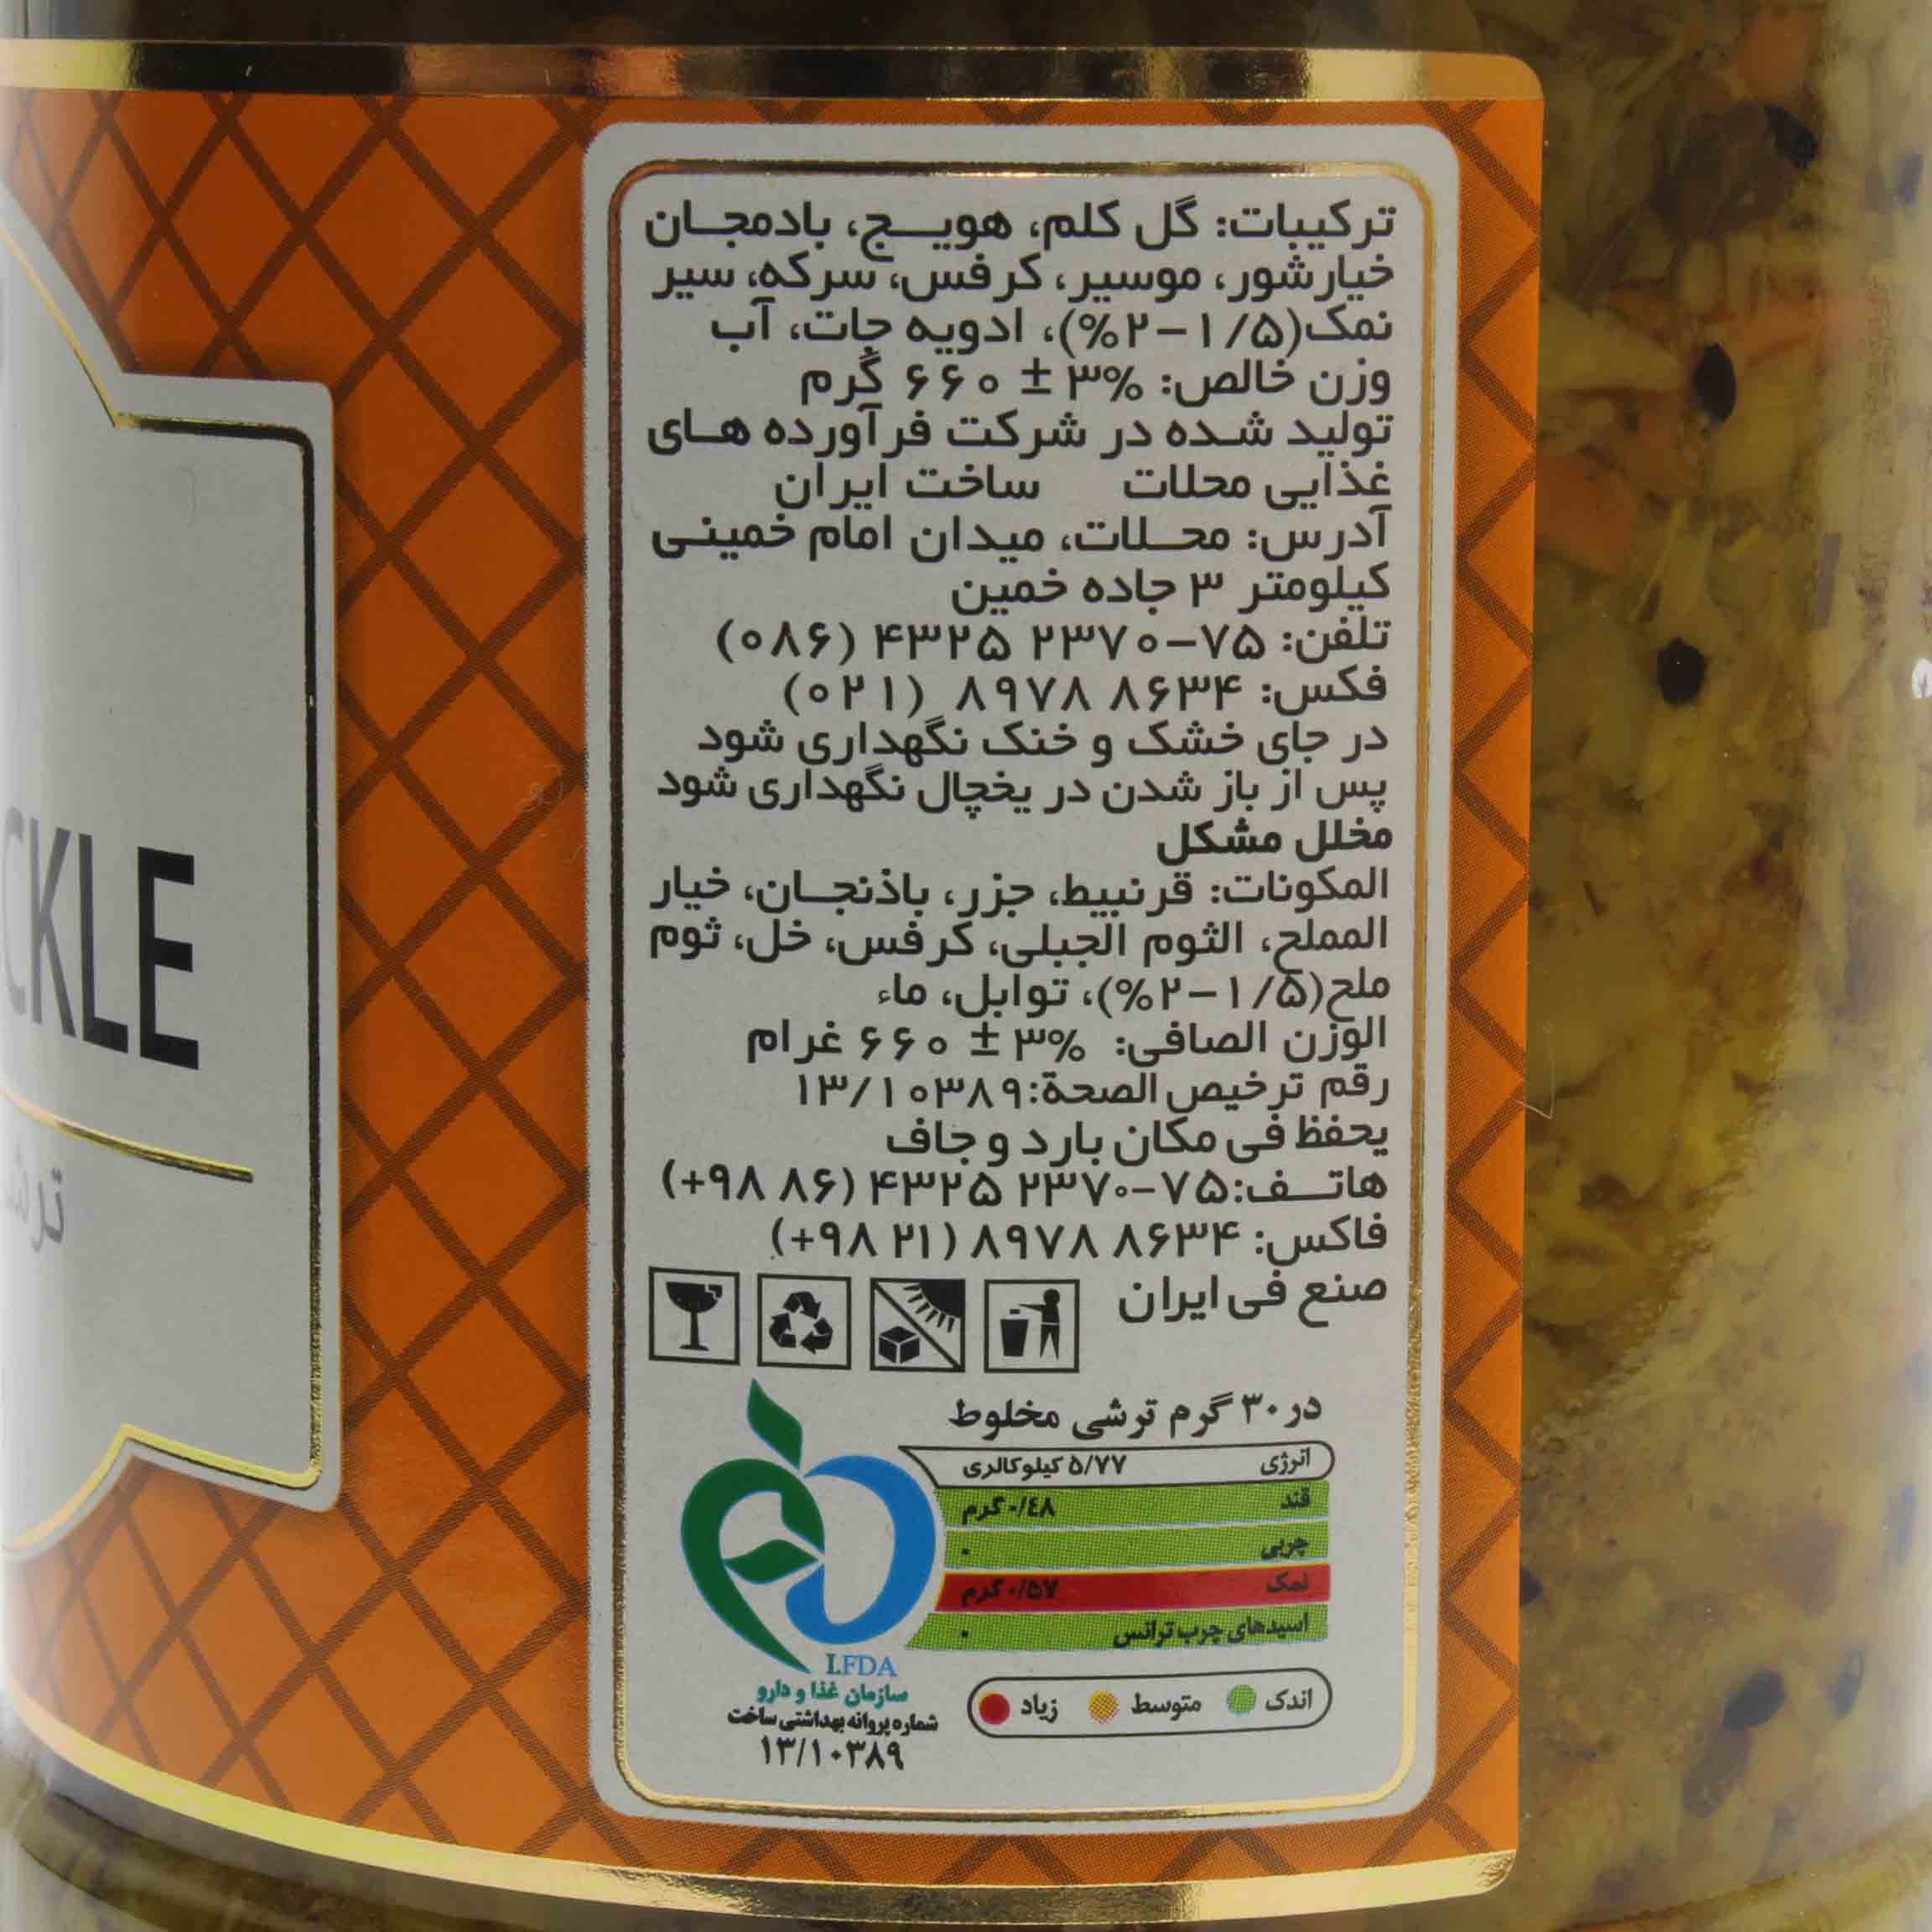 CKLE
ترکیبات: گل کلم، هویج، بادمجان
خیارشور، موسیر، کرفس، سرکه، سیر
نمک(۱/۵-۲%)، ادویه جات، آب
وزن خالص: ۳% ± ۶۶۰ گرم
تولید شده در شرکت فرآورده های
غذایی محلات ساخت ایران
آدرس: محلات، میدان امام خمینی
کیلومتر ۳ جاده خمین
تلفن: ۷۵-۲۳۷۰ ۴۳۲۵ (۰۸۶)
فکس: ۸۶۳۴ ۸۹۷۸ (۰۲۱)
در جای خشک و خنک نگهداری شود
پس از باز شدن در یخچال نگهداری شود
مخلل مشکل
المکونات: قرنبیط، جزر، باذنجان، خیار
المملح، الثوم الجبلی، کرفس، خل، ثوم
ملح(۱/۵-۲%)، توابل، ماء
الوزن الصافی: ۳% ± ۶۶۰ غرام
رقم ترخیص الصحة:۱۳/۱۰۳۸۹
یحفظ فی مکان بارد و جاف
هاتف:۷۵-۲۳۷۰ ۴۳۲۵ (۸۶ ۹۸+)
فاکس: ۸۶۳۴ ۸۹۷۸ (۲۱ ۹۸+)
صنع فی ایران
در ۳۰ گرم ترشی مخلوط
انرژی ۵/۷۷ کیلوکالری
قند ۰/٤۸ گرم
چربی ۰
نمک ۰/۵۷ گرم
اسیدهای چرب ترانس ۰
اندک متوسط زیاد
LFDA
سازمان غذا و دارو
شماره پروانه بهداشتی ساخت
۱۳/۱۰۳۸۹